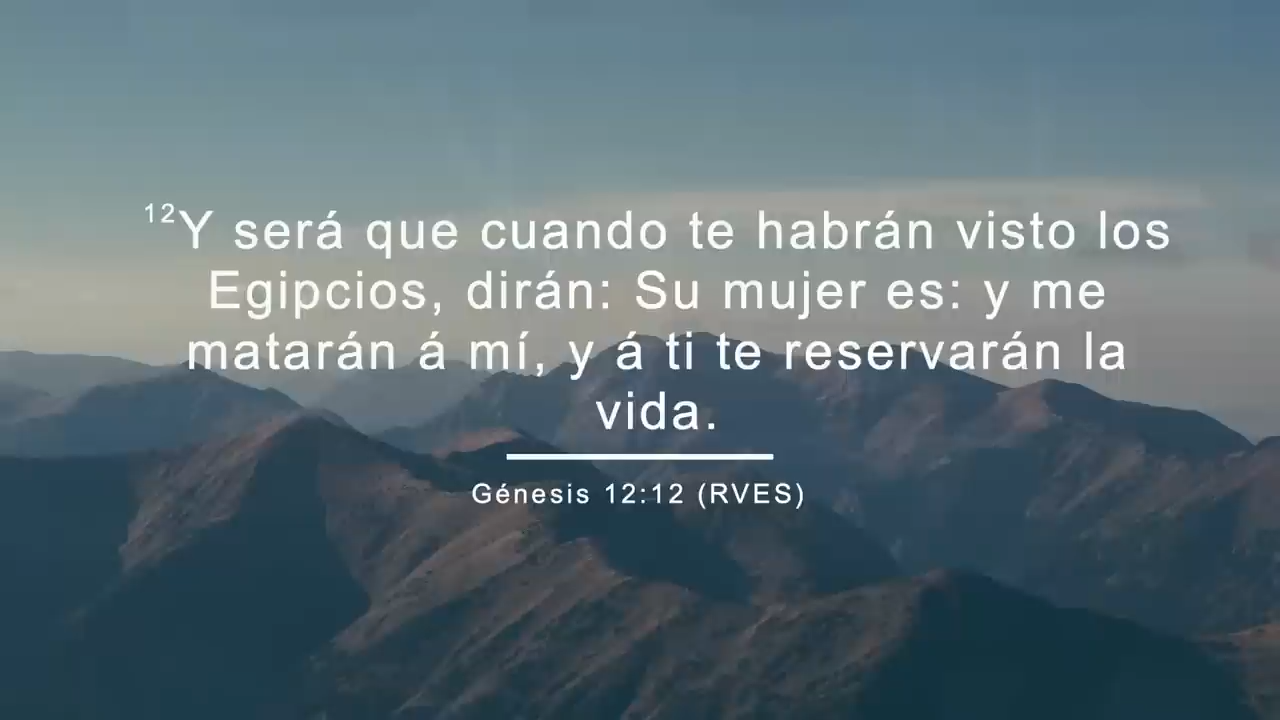 12Y será que cuando te habrán visto los
Egipcios, dirán: Su mujer es: y me
matarán á mí, y á ti te reservarán la
vida.
Génesis 12:12 (RVES)